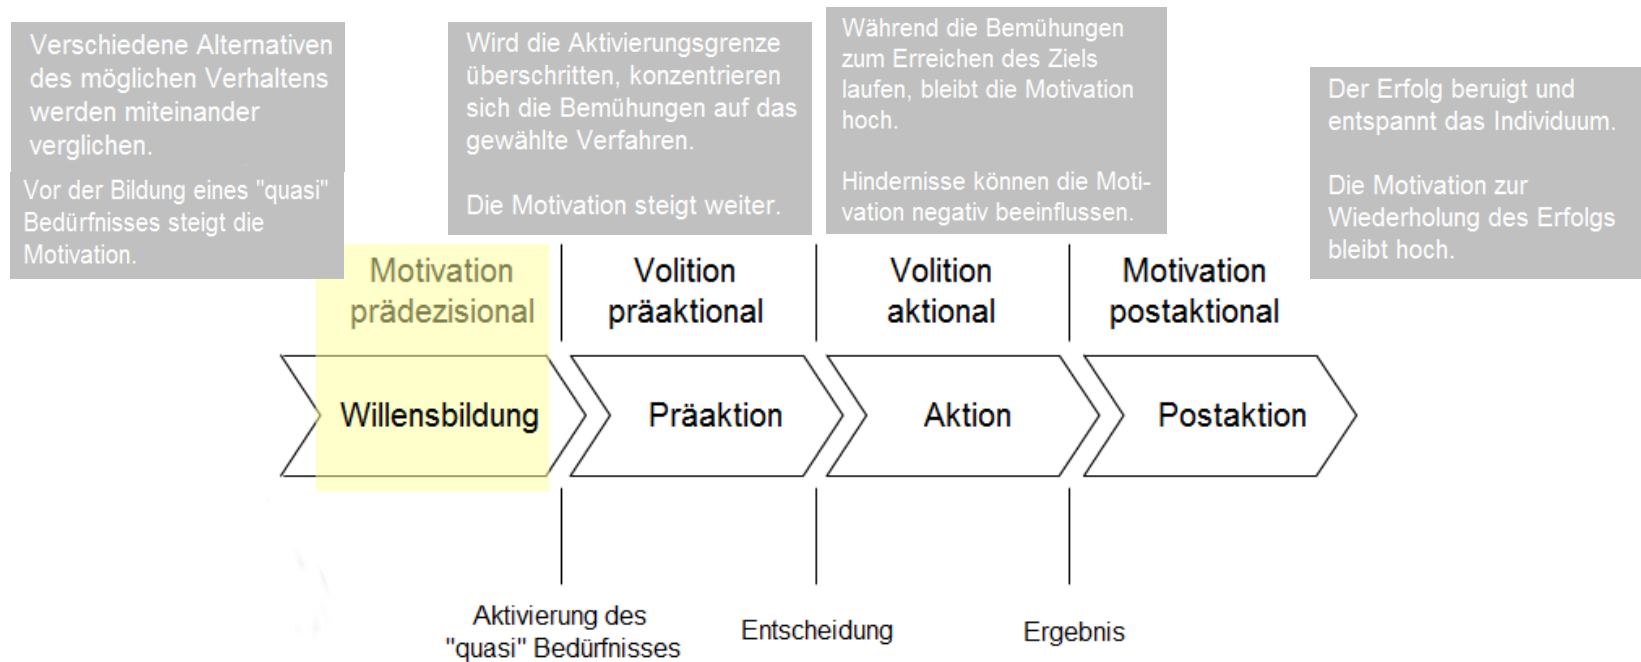 Verschiedene Alternativen
des möglichen Verhaltens
werden miteinander
verglichen.
Vor der Bildung eines "quasi"
Bedürfnisses steigt die
Motivation.
Wird die Aktivierungsgrenze
überschritten, konzentrieren
sich die Bemühungen auf das
gewählte Verfahren.
Die Motivation steigt weiter.
Während die Bemühungen
zum Erreichen des Ziels
laufen, bleibt die Motivation
hoch.
Hindernisse können die Moti-
vation negativ beeinflussen.
Der Erfolg beruigt und
entspannt das Individuum.
Die Motivation zur
Wiederholung des Erfolgs
bleibt hoch.
Motivation
prädezisional
Volition
präaktional
Volition
aktional
Motivation
postaktional
Willensbildung
Präaktion
Aktion
Postaktion
Aktivierung des
"quasi" Bedürfnisses
Entscheidung
Ergebnis